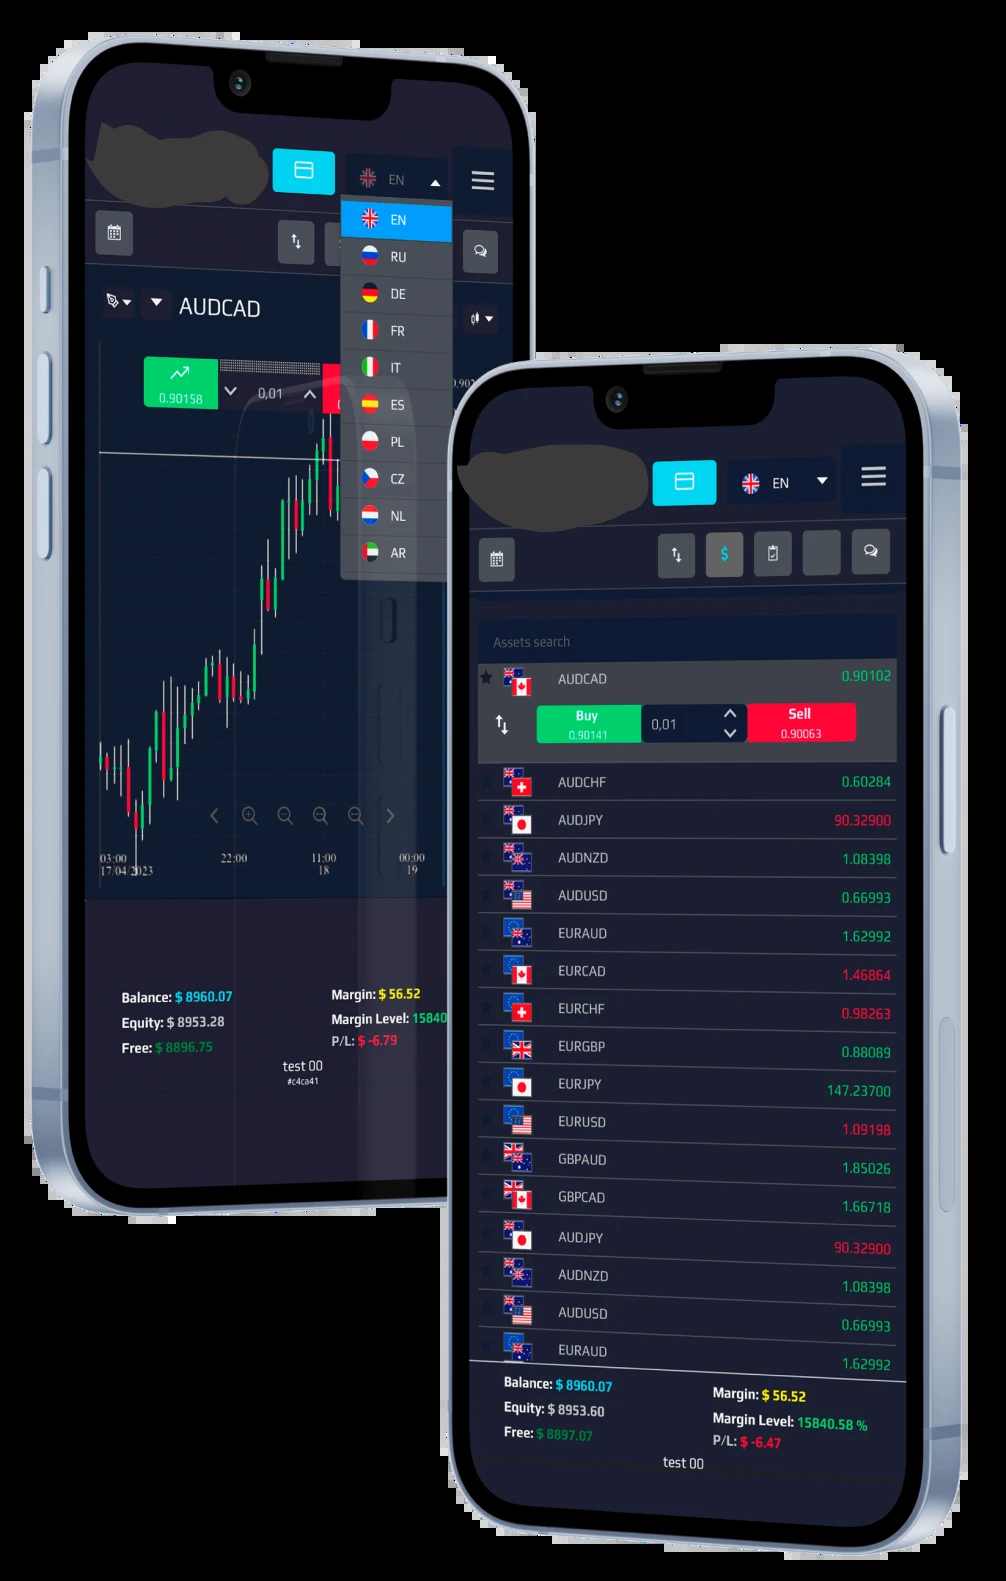 EN
EN
RU
DE
FR
IT
ES
PL
CZ
NL
AR
AUDCAD
0.90158
0,01
03:00
17/04/2023
22:00
11:00
18
00:00
19
Balance: $ 8960.07
Margin: $ 56.52
Equity: $ 8953.28
Margin Level: 15840
Free: $ 8896.75
P/L: $ -6.79
test 00
#c4ca41
EN
$
Assets search
AUDCAD 0.90102
Buy
0.90141
0,01
Sell
0.90063
AUDCHF 0.60284
AUDJPY 90.32900
AUDNZD 1.08398
AUDUSD 0.66993
EURAUD 1.62992
EURCAD 1.46864
EURCHF 0.98263
EURGBP 0.88089
EURJPY 147.23700
EURUSD 1.09198
GBPAUD 1.85026
GBPCAD 1.66718
AUDJPY 90.32900
AUDNZD 1.08398
AUDUSD 0.66993
EURAUD 1.62992
Balance: $ 8960.07
Margin: $ 56.52
Equity: $ 8953.60
Margin Level: 15840.58 %
Free: $ 8897.07
P/L: $ -6.47
test 00